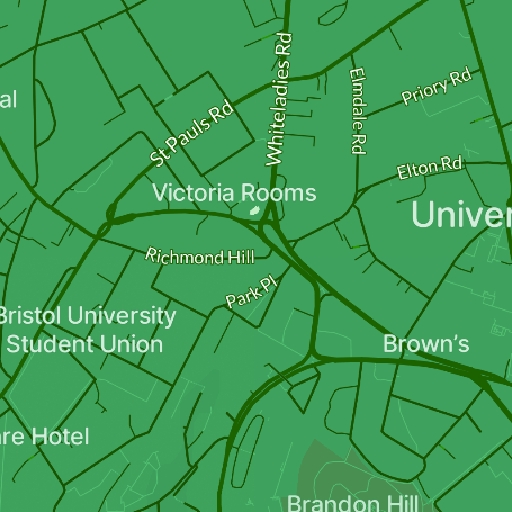 Whiteladies Rd
Elmdale Rd
Priory Rd
al
St Pauls Rd
Elton Rd
Victoria Rooms
Univer
Richmond Hill
Park Pl
Bristol University
Student Union
Brown's
are Hotel
Brandon Hill